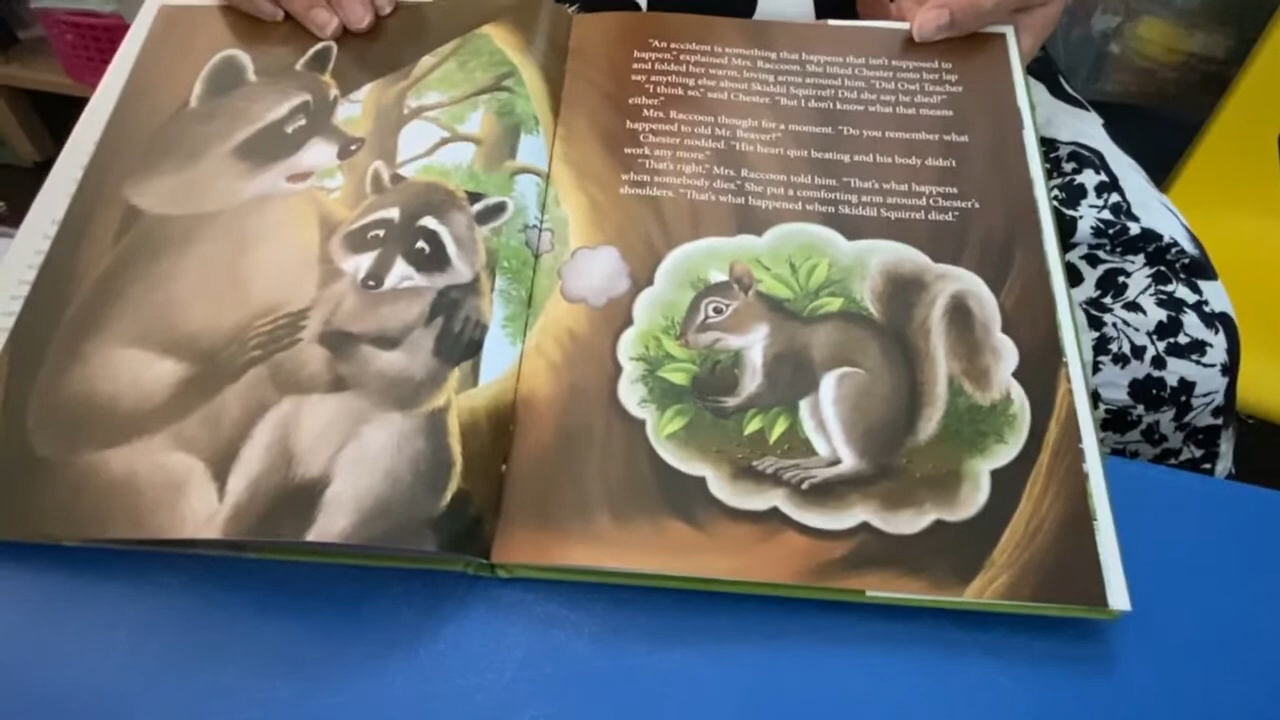 "An accident is something that happens that isn't supposed to
happen," explained Mrs. Raccoon. She lifted Chester onto her lap
and folded her warm, loving arms around him. "Did Owl Teacher
say anything else about Skiddil Squirrel? Did she say he died?"
"I think so," said Chester. "But I don't know what that means
either."
Mrs. Raccoon thought for a moment. "Do you remember what
happened to old Mr. Beaver?"
Chester nodded. "His heart quit beating and his body didn't
work any more."
"That's right," Mrs. Raccoon told him. "That's what happens
when somebody dies." She put a comforting arm around Chester's
shoulders. "That's what happened when Skiddil Squirrel died."